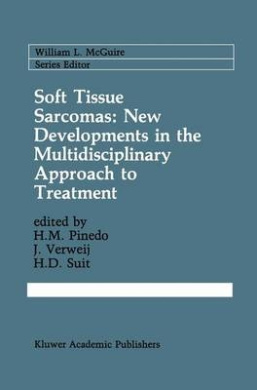 William L. McGuire
Series Editor
Soft Tissue
Sarcomas: New
Developments in the
Multidisciplinary
Approach to
Treatment
edited by
H.M. Pinedo
J. Verweij
H.D. Suit
Kluwer Academic Publishers